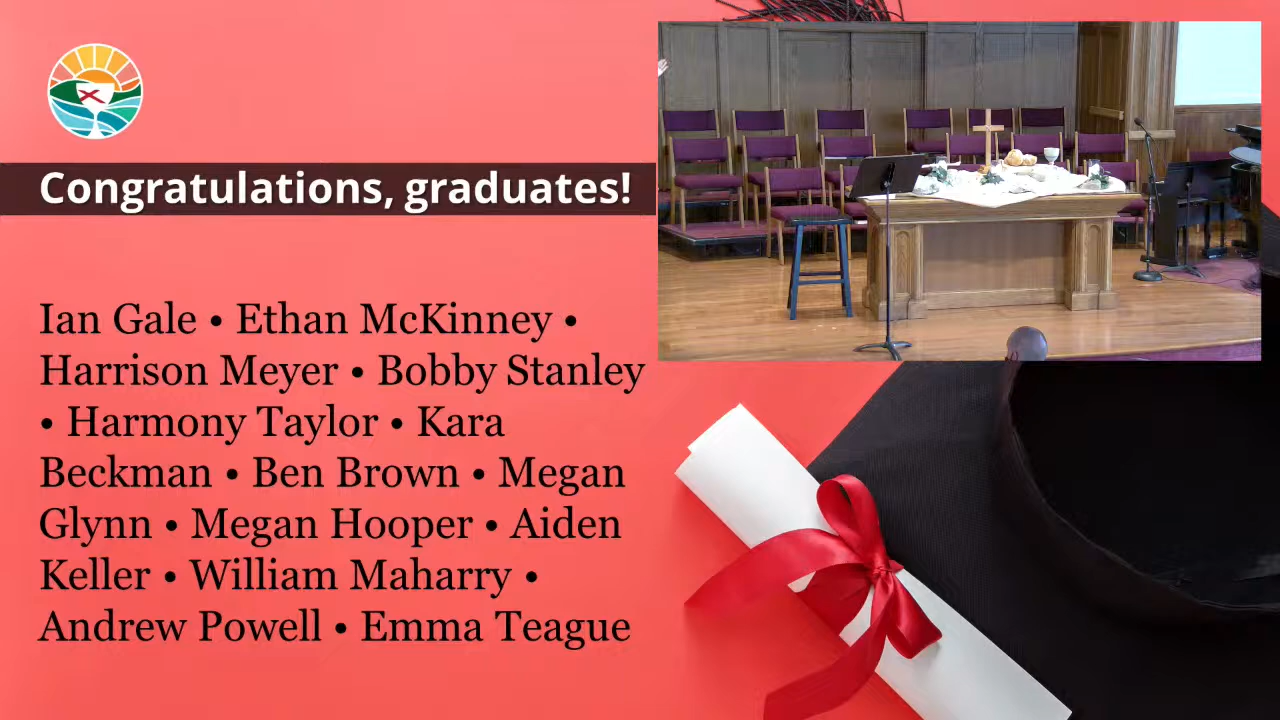 Congratulations, graduates!
Ian Gale • Ethan McKinney •
Harrison Meyer • Bobby Stanley
• Harmony Taylor • Kara
Beckman • Ben Brown • Megan
Glynn • Megan Hooper • Aiden
Keller • William Maharry •
Andrew Powell • Emma Teague